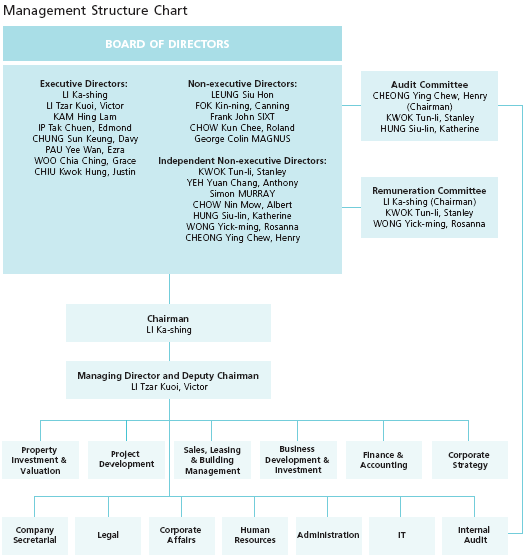 Management Structure Chart
BOARD OF DIRECTORS
Executive Directors:
LI Ka-shing
LI Tzar Kuoi, Victor
KAM Hing Lam
IP Tak Chuen, Edmond
CHUNG Sun Keung, Davy
PAU Yee Wan, Ezra
WOO Chia Ching, Grace
CHIU Kwok Hung, Justin
Non-executive Directors:
LEUNG Siu Hon
FOK Kin-ning, Canning
Frank John SIXT
CHOW Kun Chee, Roland
George Colin MAGNUS
Independent Non-executive Directors:
KWOK Tun-li, Stanley
YEH Yuan Chang, Anthony
Simon MURRAY
CHOW Nin Mow, Albert
HUNG Siu-lin, Katherine
WONG Yick-ming, Rosanna
CHEONG Ying Chew, Henry
Audit Committee
CHEONG Ying Chew, Henry
(Chairman)
KWOK Tun-li, Stanley
HUNG Siu-lin, Katherine
Remuneration Committee
LI Ka-shing (Chairman)
KWOK Tun-li, Stanley
WONG Yick-ming, Rosanna
Chairman
LI Ka-shing
Managing Director and Deputy Chairman
LI Tzar Kuoi, Victor
Property
Investment &
Valuation
Project
Development
Sales, Leasing
& Building
Management
Business
Development &
Investment
Finance &
Accounting
Corporate
Strategy
Company
Secretarial
Legal
Corporate
Affairs
Human
Resources
Administration
IT
Internal
Audit